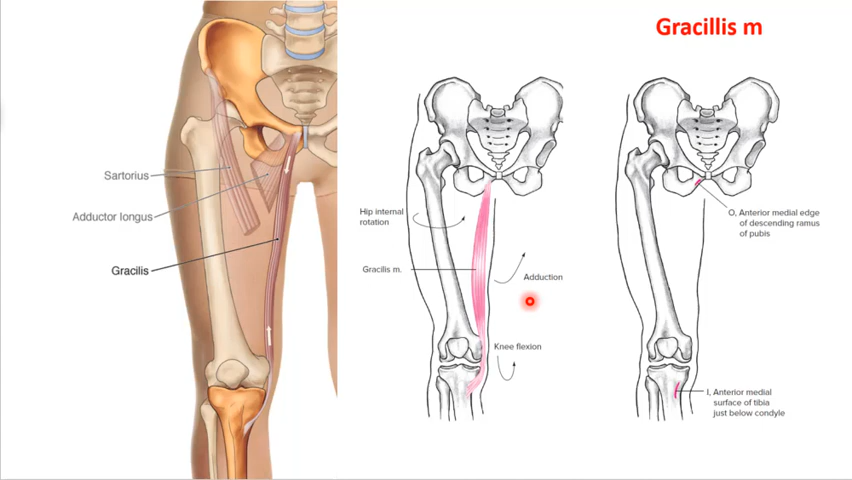 Gracillis m
Sartorius
Adductor longus
Gracilis
Hip internal
rotation
Gracilis m.
Adduction
Knee flexion
O, Anterior medial edge
of descending ramus
of pubis
I, Anterior medial
surface of tibia
just below condyle